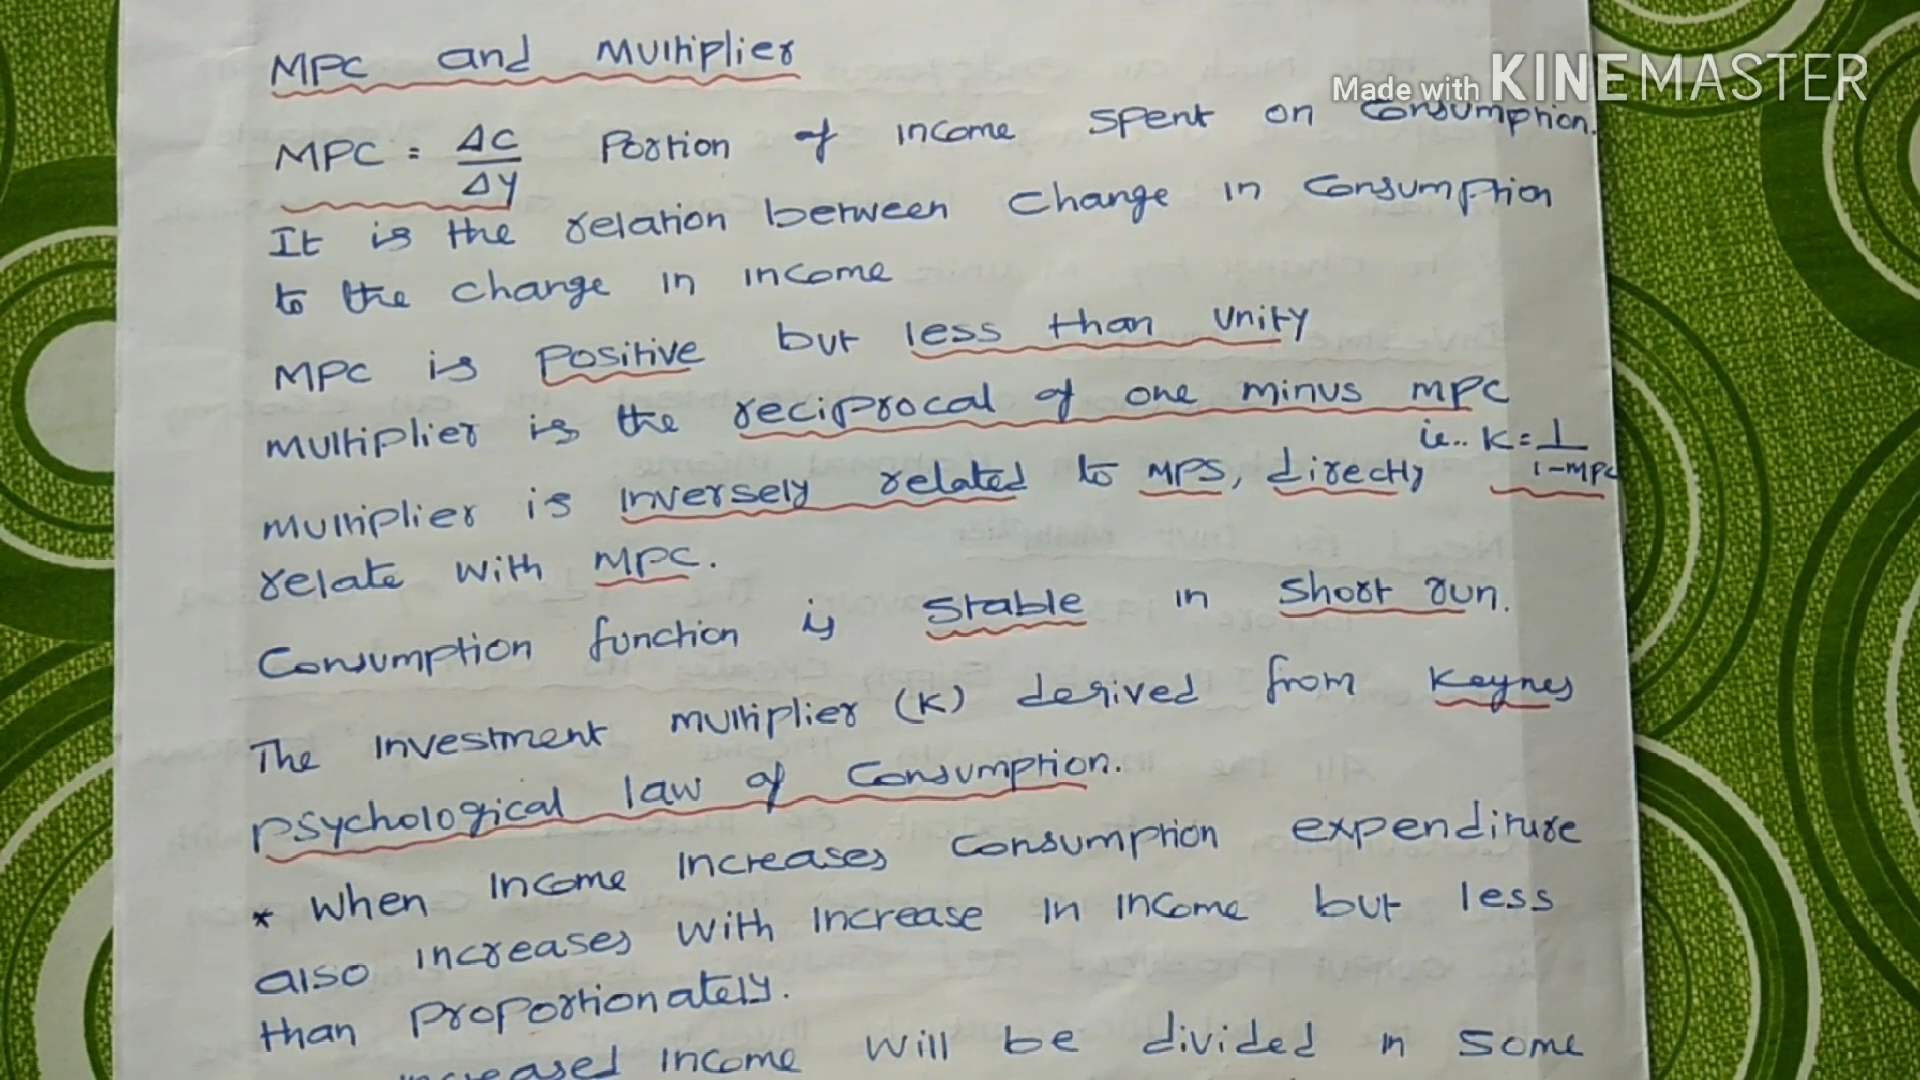 Made with KINEMASTER
MPC and Multiplier
MPC = ΔC/ΔY Portion of income spent on Consumption.
It is the relation between change in Consumption
to the change in income
MPC is Positive but less than unity
Multiplier is the reciprocal of one minus MPC
ie.. K = 1/1-MPC
Multiplier is inversely related to MPS, directly
relate with MPC.
Consumption function is Stable in Short run.
The Investment multiplier (K) derived from Keynes
Psychological law of Consumption.
* When Income Increases Consumption expenditure
also increases with increase in income but less
than Proportionately.
increased income will be divided in some